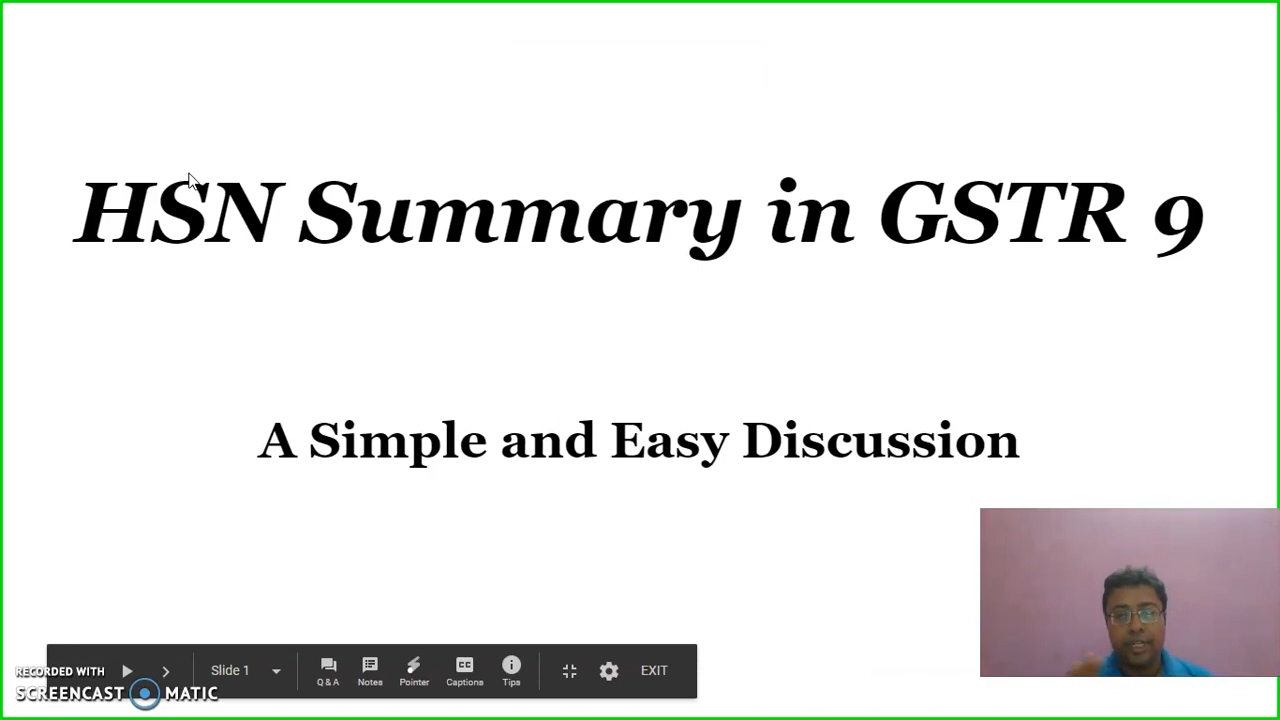 HSN Summary in GSTR 9
A Simple and Easy Discussion
RECORDED WITH
SCREENCAST MATIC
Slide 1
Q & A
Notes
Pointer
CC
Captions
Tips
EXIT